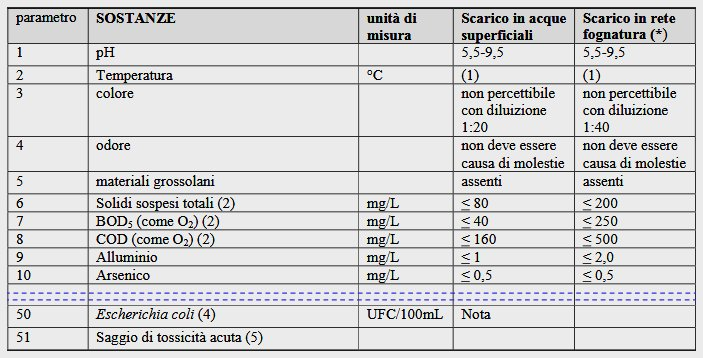 parametro SOSTANZE unità di misura Scarico in acque superficiali Scarico in rete fognatura (*)
1 pH 5,5-9,5 5,5-9,5
2 Temperatura °C (1) (1)
3 colore non percettibile con diluizione 1:20 non percettibile con diluizione 1:40
4 odore non deve essere causa di molestie non deve essere causa di molestie
5 materiali grossolani assenti assenti
6 Solidi sospesi totali (2) mg/L ≤ 80 ≤ 200
7 BOD₅ (come O₂) (2) mg/L ≤ 40 ≤ 250
8 COD (come O₂) (2) mg/L ≤ 160 ≤ 500
9 Alluminio mg/L ≤ 1 ≤ 2,0
10 Arsenico mg/L ≤ 0,5 ≤ 0,5
50 Escherichia coli (4) UFC/100mL Nota
51 Saggio di tossicità acuta (5)